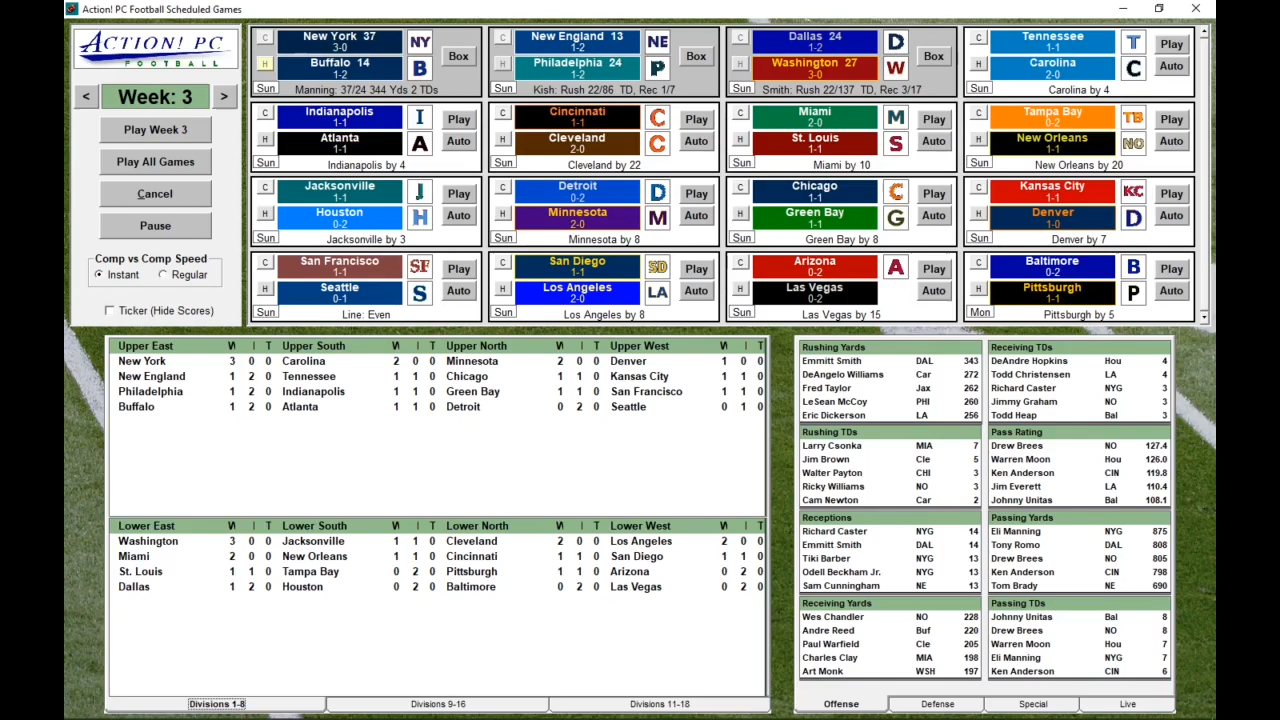 Action! PC Football Scheduled Games
ACTION! PC
FOOTBALL
< Week: 3 >
Play Week 3
Play All Games
Cancel
Pause
Comp vs Comp Speed
Instant Regular
Ticker (Hide Scores)
C New York 37 NY
3-0
H Buffalo 14 B Box
1-2
Sun Manning: 37/24 344 Yds 2 TDs
C New England 13 NE
1-2
H Philadelphia 24 P Box
1-2
Sun Kish: Rush 22/86 TD, Rec 1/7
C Dallas 24 D
1-2
H Washington 27 W Box
3-0
Sun Smith: Rush 22/137 TD, Rec 3/17
C Tennessee T Play
1-1
H Carolina C Auto
2-0
Sun Carolina by 4
C Indianapolis I Play
1-1
H Atlanta A Auto
1-1
Sun Indianapolis by 4
C Cincinnati C Play
1-1
H Cleveland C Auto
2-0
Sun Cleveland by 22
C Miami M Play
2-0
H St. Louis S Auto
1-1
Sun Miami by 10
C Tampa Bay TB Play
0-2
H New Orleans NO Auto
1-1
Sun New Orleans by 20
C Jacksonville J Play
1-1
H Houston H Auto
0-2
Sun Jacksonville by 3
C Detroit D Play
0-2
H Minnesota M Auto
2-0
Sun Minnesota by 8
C Chicago C Play
1-1
H Green Bay G Auto
1-1
Sun Green Bay by 8
C Kansas City KC Play
1-1
H Denver D Auto
1-0
Sun Denver by 7
C San Francisco SF Play
1-1
H Seattle S Auto
0-1
Sun Line: Even
C San Diego SD Play
1-1
H Los Angeles LA Auto
2-0
Sun Los Angeles by 8
C Arizona A Play
0-2
H Las Vegas Auto
0-2
Sun Las Vegas by 15
C Baltimore B Play
0-2
H Pittsburgh P Auto
1-1
Mon Pittsburgh by 5
Upper East W l T Upper South W l T Upper North W l T Upper West W l T
New York 3 0 0 Carolina 2 0 0 Minnesota 2 0 0 Denver 1 0 0
New England 1 2 0 Tennessee 1 1 0 Chicago 1 1 0 Kansas City 1 1 0
Philadelphia 1 2 0 Indianapolis 1 1 0 Green Bay 1 1 0 San Francisco 1 1 0
Buffalo 1 2 0 Atlanta 1 1 0 Detroit 0 2 0 Seattle 0 1 0
Lower East W l T Lower South W l T Lower North W l T Lower West W l T
Washington 3 0 0 Jacksonville 1 1 0 Cleveland 2 0 0 Los Angeles 2 0 0
Miami 2 0 0 New Orleans 1 1 0 Cincinnati 1 1 0 San Diego 1 1 0
St. Louis 1 1 0 Tampa Bay 0 2 0 Pittsburgh 1 1 0 Arizona 0 2 0
Dallas 1 2 0 Houston 0 2 0 Baltimore 0 2 0 Las Vegas 0 2 0
Divisions 1-8 Divisions 9-16 Divisions 11-18
Rushing Yards
Emmitt Smith DAL 343
DeAngelo Williams Car 272
Fred Taylor Jax 262
LeSean McCoy PHI 260
Eric Dickerson LA 256
Receiving TDs
DeAndre Hopkins Hou 4
Todd Christensen LA 4
Richard Caster NYG 3
Jimmy Graham NO 3
Todd Heap Bal 3
Rushing TDs
Larry Csonka MIA 7
Jim Brown Cle 5
Walter Payton CHI 3
Ricky Williams NO 3
Cam Newton Car 2
Pass Rating
Drew Brees NO 127.4
Warren Moon Hou 126.0
Ken Anderson CIN 119.8
Jim Everett LA 110.4
Johnny Unitas Bal 108.1
Receptions
Richard Caster NYG 14
Emmitt Smith DAL 14
Tiki Barber NYG 13
Odell Beckham Jr. NYG 13
Sam Cunningham NE 13
Passing Yards
Eli Manning NYG 875
Tony Romo DAL 808
Drew Brees NO 805
Ken Anderson CIN 798
Tom Brady NE 690
Receiving Yards
Wes Chandler NO 228
Andre Reed Buf 220
Paul Warfield Cle 205
Charles Clay MIA 198
Art Monk WSH 197
Passing TDs
Johnny Unitas Bal 8
Drew Brees NO 8
Warren Moon Hou 7
Eli Manning NYG 7
Ken Anderson CIN 6
Offense Defense Special Live